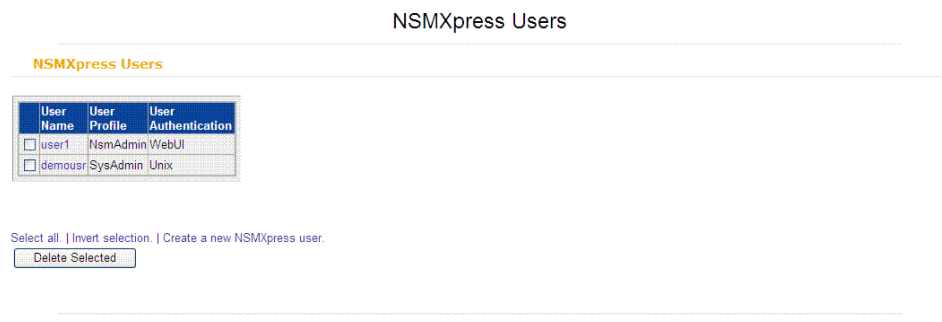 NSMXpress Users
NSMXpress Users
User Name User Profile User Authentication
user1 NsmAdmin WebUI
demousr SysAdmin Unix
Select all. | Invert selection. | Create a new NSMXpress user.
Delete Selected